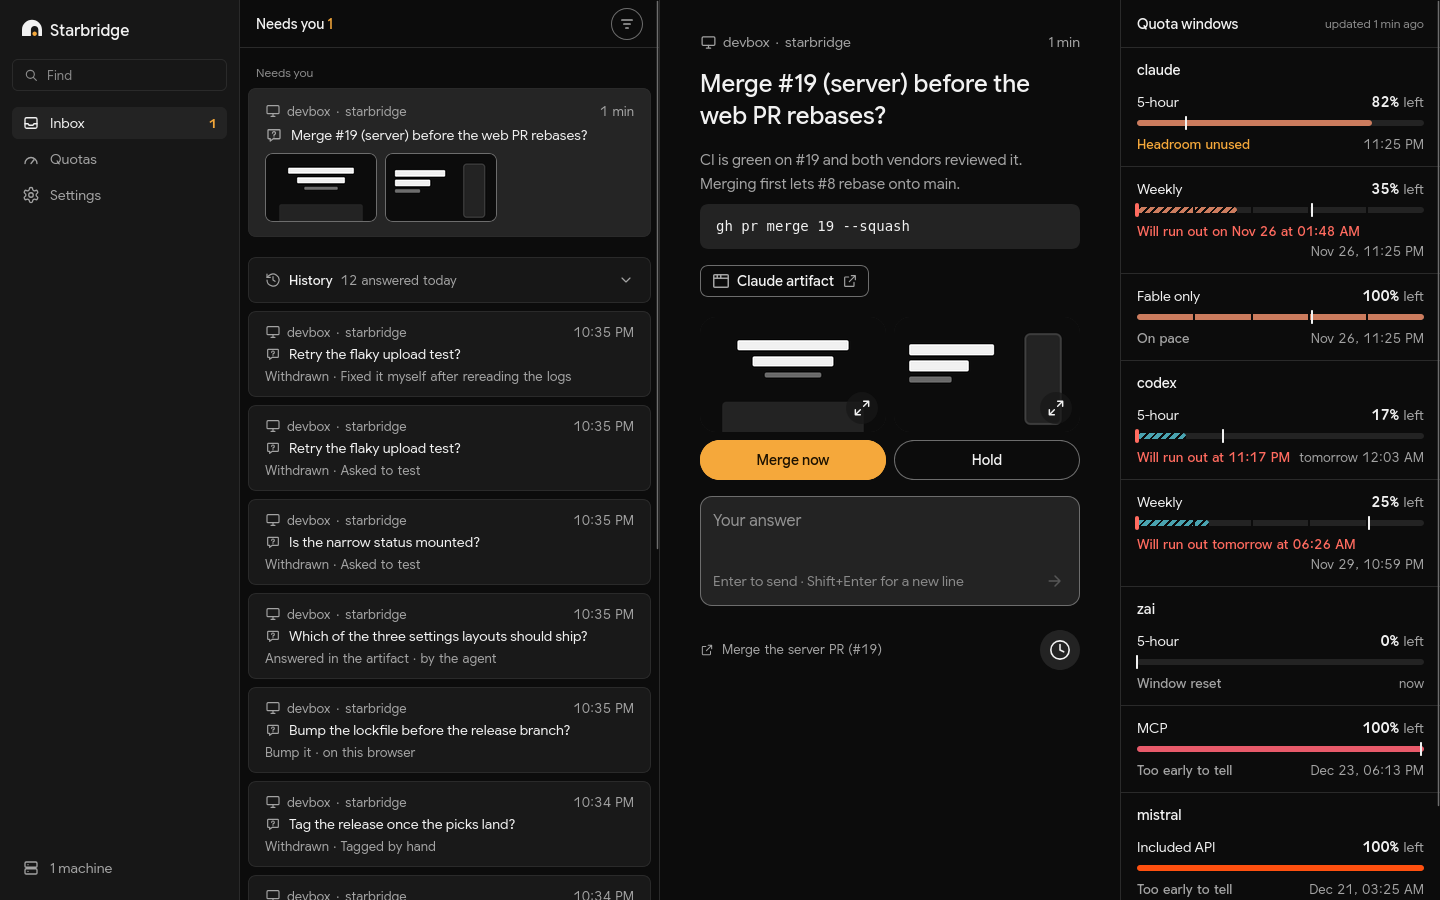 Starbridge
Find
Inbox 1
Quotas
Settings
1 machine
Needs you 1
Needs you
devbox · starbridge 1 min
Merge #19 (server) before the web PR rebases?
History 12 answered today
devbox · starbridge 10:35 PM
Retry the flaky upload test?
Withdrawn · Fixed it myself after rereading the logs
devbox · starbridge 10:35 PM
Retry the flaky upload test?
Withdrawn · Asked to test
devbox · starbridge 10:35 PM
Is the narrow status mounted?
Withdrawn · Asked to test
devbox · starbridge 10:35 PM
Which of the three settings layouts should ship?
Answered in the artifact · by the agent
devbox · starbridge 10:35 PM
Bump the lockfile before the release branch?
Bump it · on this browser
devbox · starbridge 10:34 PM
Tag the release once the picks land?
Withdrawn · Tagged by hand
devbox · starbridge 10:34 PM
devbox · starbridge 1 min
Merge #19 (server) before the
web PR rebases?
CI is green on #19 and both vendors reviewed it.
Merging first lets #8 rebase onto main.
gh pr merge 19 --squash
Claude artifact
Merge now Hold
Your answer
Enter to send · Shift+Enter for a new line
Merge the server PR (#19)
Quota windows updated 1 min ago
claude
5-hour 82% left
Headroom unused 11:25 PM
Weekly 35% left
Will run out on Nov 26 at 01:48 AM
Nov 26, 11:25 PM
Fable only 100% left
On pace Nov 26, 11:25 PM
codex
5-hour 17% left
Will run out at 11:17 PM tomorrow 12:03 AM
Weekly 25% left
Will run out tomorrow at 06:26 AM
Nov 29, 10:59 PM
zai
5-hour 0% left
Window reset now
MCP 100% left
Too early to tell Dec 23, 06:13 PM
mistral
Included API 100% left
Too early to tell Dec 21, 03:25 AM